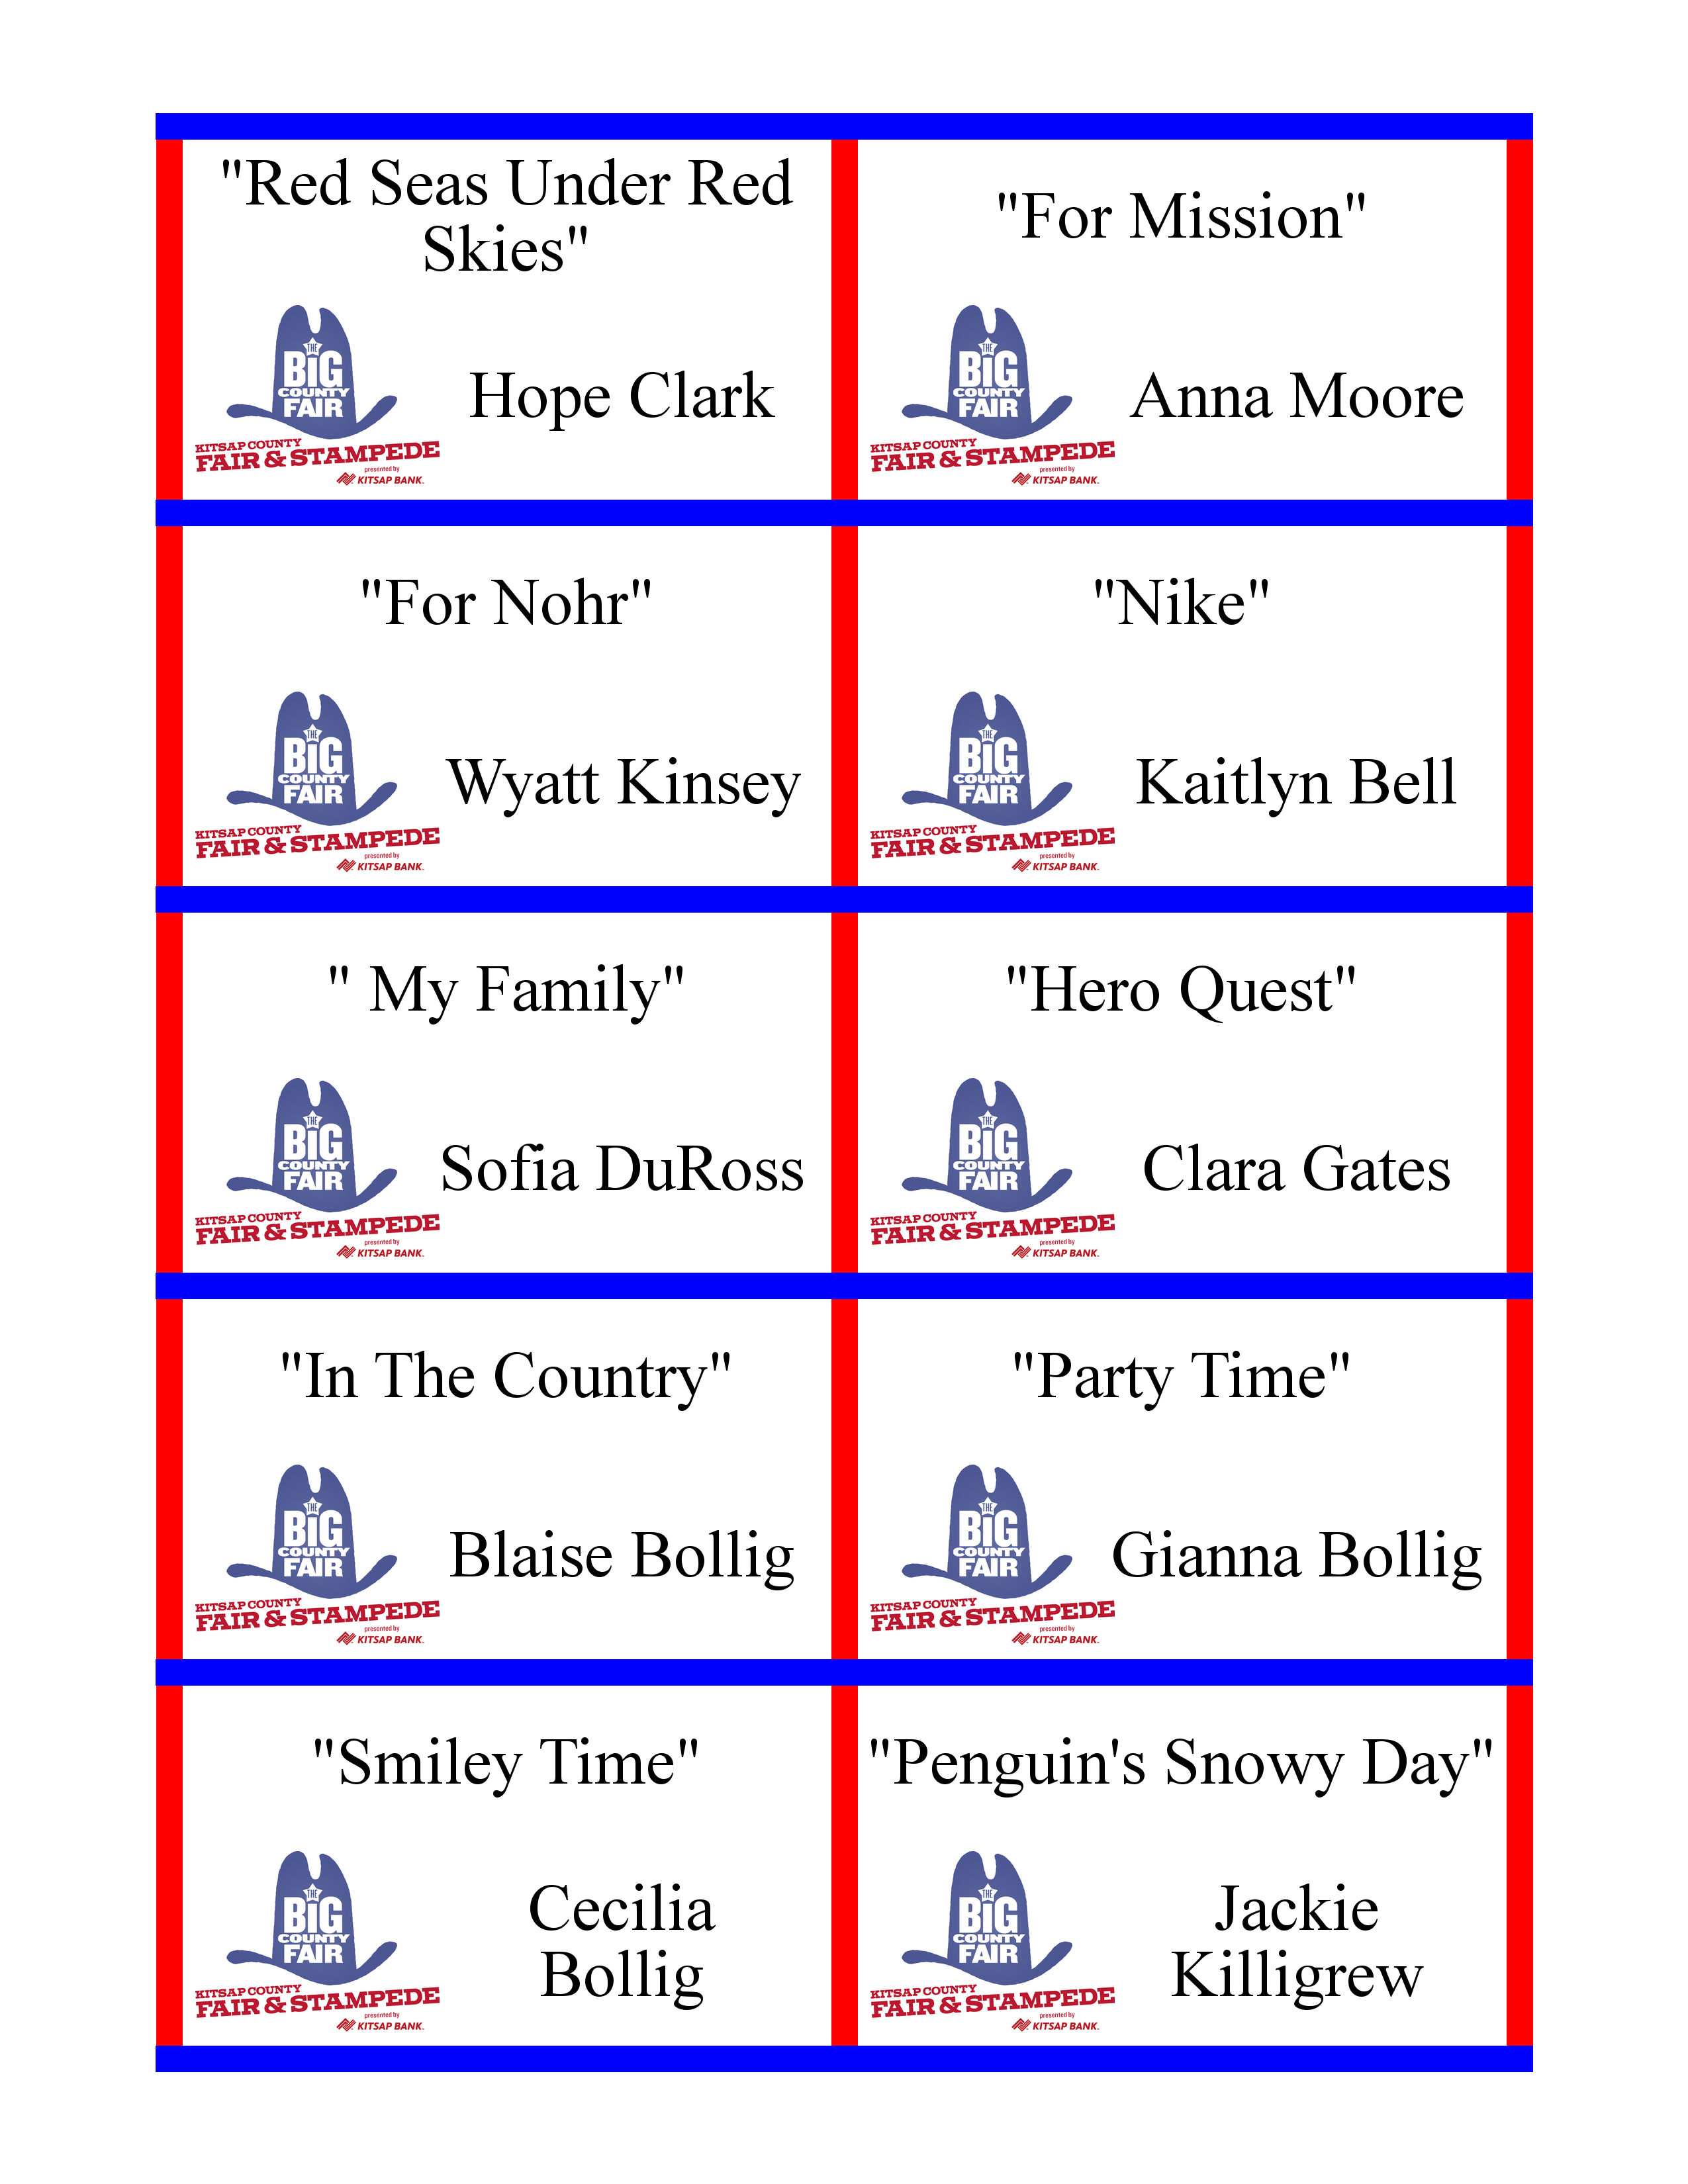 "Red Seas Under Red
Skies"
THE
BIG
COUNTY
FAIR
Hope Clark
KITSAP COUNTY
FAIR & STAMPEDE
presented by
KITSAP BANK.
"For Mission"
THE
BIG
COUNTY
FAIR
Anna Moore
KITSAP COUNTY
FAIR & STAMPEDE
presented by
KITSAP BANK.
"For Nohr"
THE
BIG
COUNTY
FAIR
Wyatt Kinsey
KITSAP COUNTY
FAIR & STAMPEDE
presented by
KITSAP BANK.
"Nike"
THE
BIG
COUNTY
FAIR
Kaitlyn Bell
KITSAP COUNTY
FAIR & STAMPEDE
presented by
KITSAP BANK.
" My Family"
THE
BIG
COUNTY
FAIR
Sofia DuRoss
KITSAP COUNTY
FAIR & STAMPEDE
presented by
KITSAP BANK.
"Hero Quest"
THE
BIG
COUNTY
FAIR
Clara Gates
KITSAP COUNTY
FAIR & STAMPEDE
presented by
KITSAP BANK.
"In The Country"
THE
BIG
COUNTY
FAIR
Blaise Bollig
KITSAP COUNTY
FAIR & STAMPEDE
presented by
KITSAP BANK.
"Party Time"
THE
BIG
COUNTY
FAIR
Gianna Bollig
KITSAP COUNTY
FAIR & STAMPEDE
presented by
KITSAP BANK.
"Smiley Time"
THE
BIG
COUNTY
FAIR
Cecilia
Bollig
KITSAP COUNTY
FAIR & STAMPEDE
presented by
KITSAP BANK.
"Penguin's Snowy Day"
THE
BIG
COUNTY
FAIR
Jackie
Killigrew
KITSAP COUNTY
FAIR & STAMPEDE
presented by
KITSAP BANK.